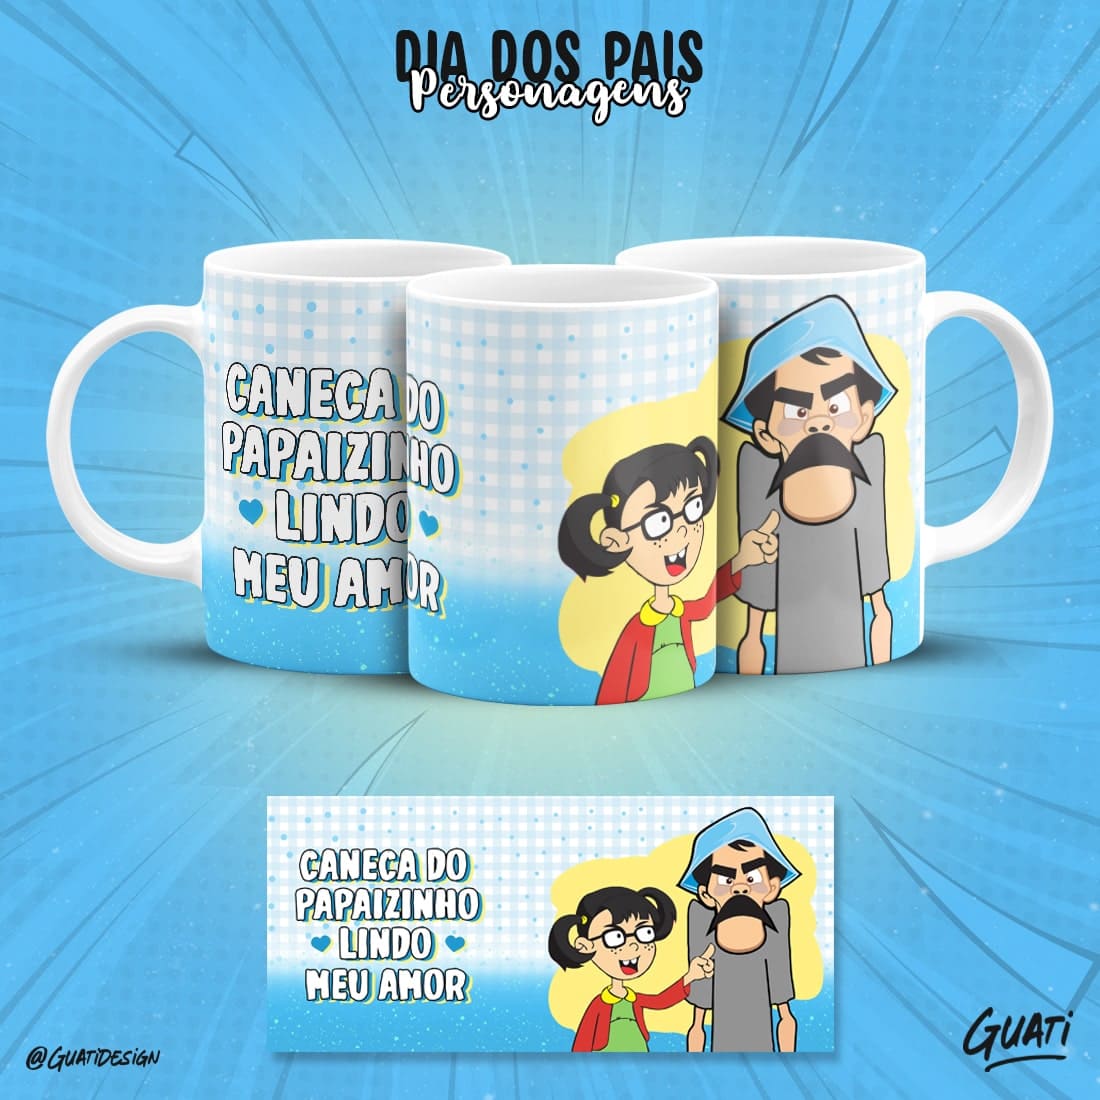 DIA DOS PAIS
Personagens
CANECA DO
PAPAIZINHO
LINDO
MEU AMOR
CANECA DO
PAPAIZINHO
LINDO
MEU AMOR
@GUATIDESIGN
GUATI